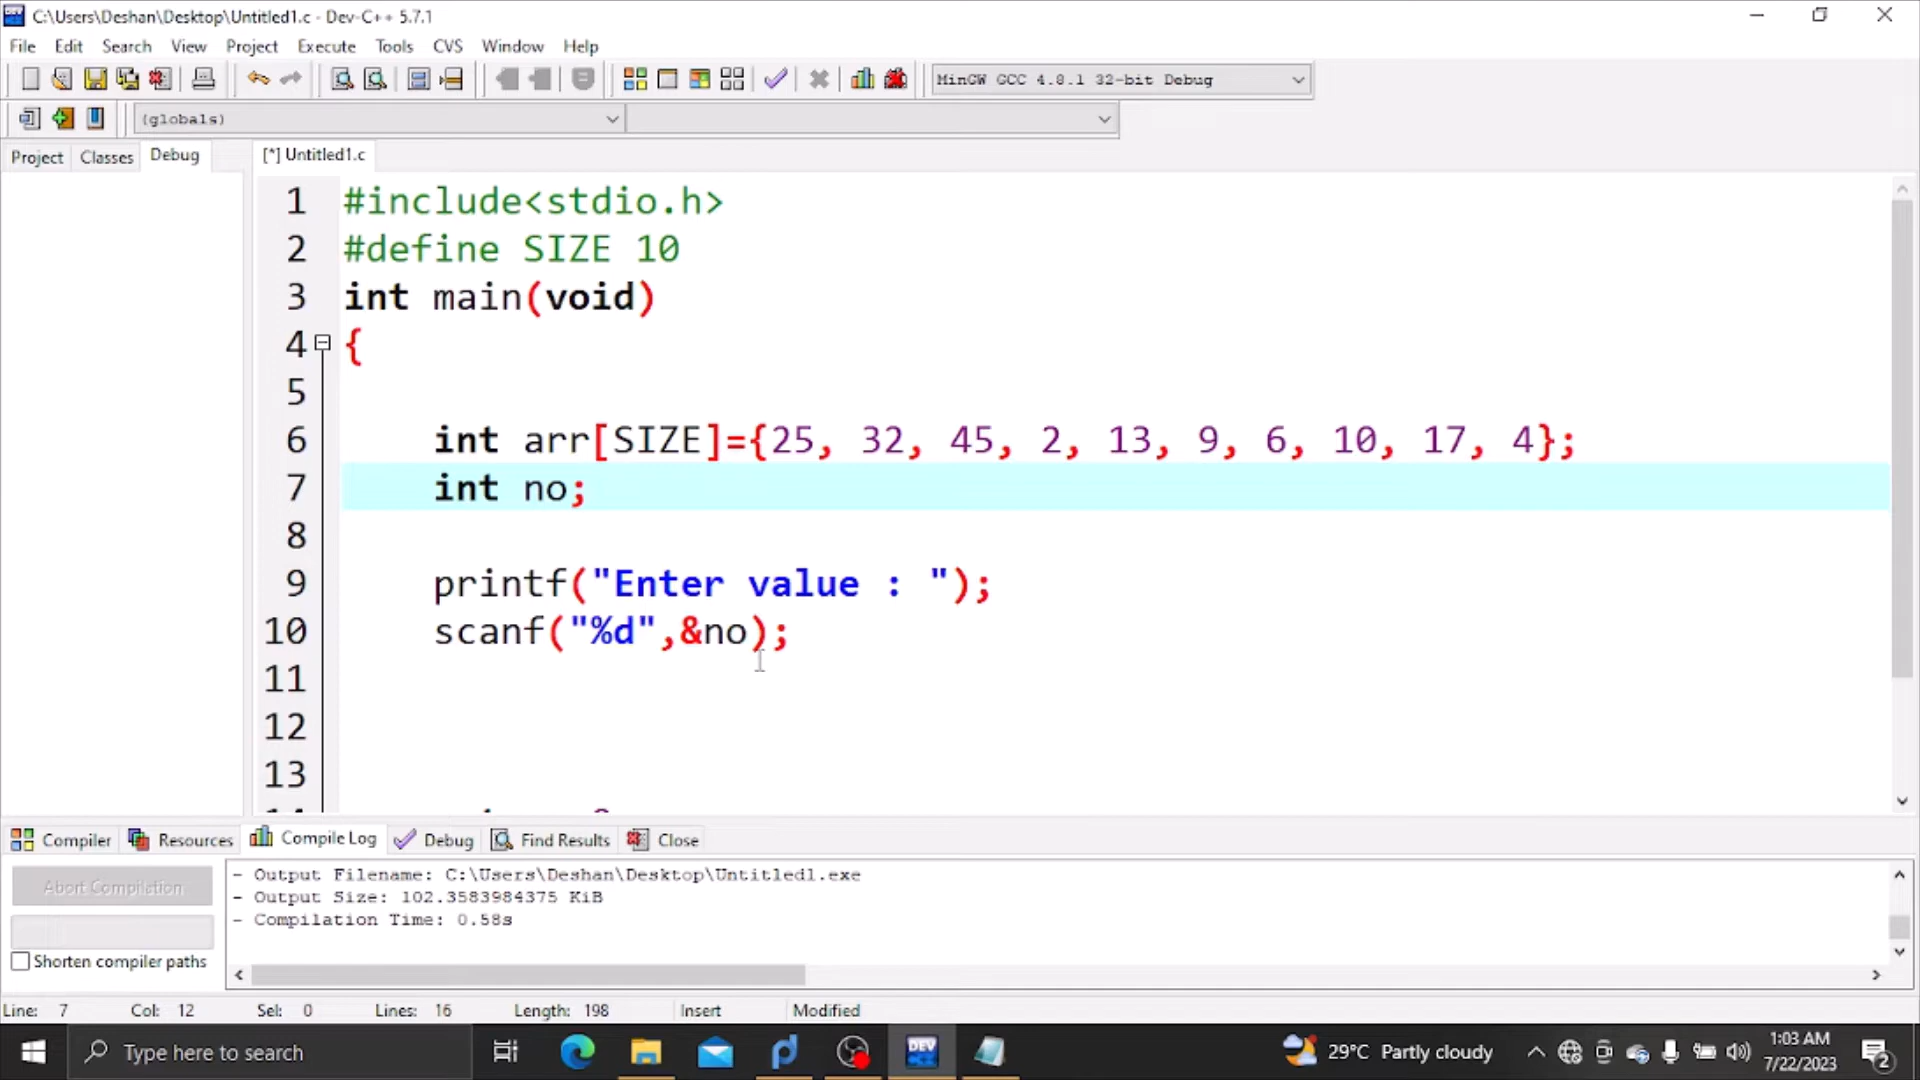 C:\Users\Deshan\Desktop\Untitled1.c - Dev-C++ 5.7.1
File Edit Search View Project Execute Tools CVS Window Help
MinGW GCC 4.8.1 32-bit Debug
(globals)
Project Classes Debug [*] Untitled1.c
1 #include<stdio.h>
2 #define SIZE 10
3 int main(void)
4 {
5
6 int arr[SIZE]={25, 32, 45, 2, 13, 9, 6, 10, 17, 4};
7 int no;
8
9 printf("Enter value : ");
10 scanf("%d",&no);
11
12
13
Compiler Resources Compile Log Debug Find Results Close
Abort Compilation
Shorten compiler paths
- Output Filename: C:\Users\Deshan\Desktop\Untitled1.exe
- Output Size: 102.3583984375 KiB
- Compilation Time: 0.58s
Line: 7 Col: 12 Sel: 0 Lines: 16 Length: 198 Insert Modified
Type here to search
DEV
29°C Partly cloudy
1:03 AM
7/22/2023
2